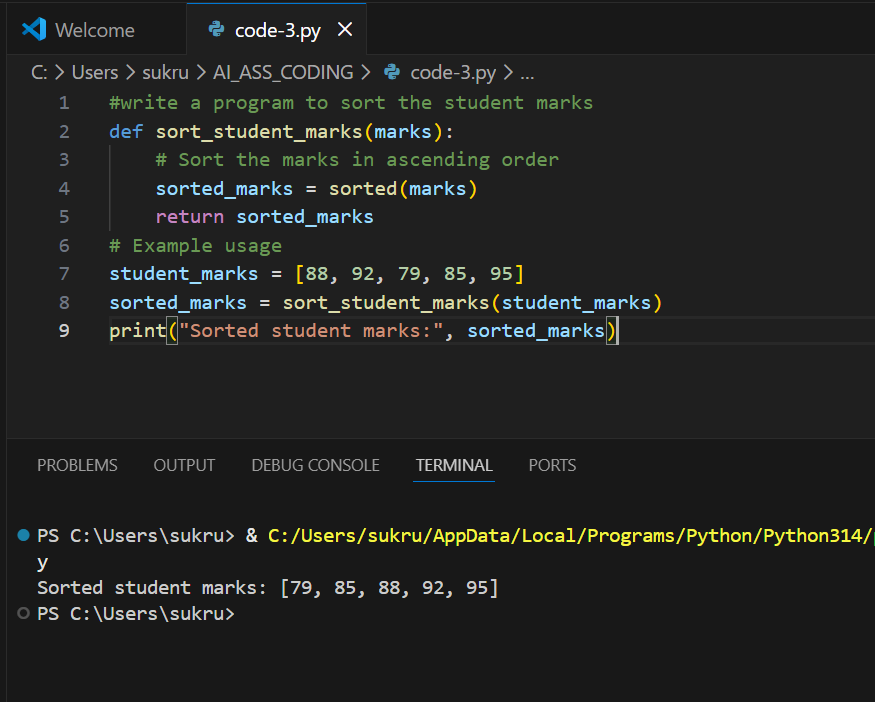 Welcome
code-3.py
C: > Users > sukru > AI_ASS_CODING > code-3.py > ...
1 #write a program to sort the student marks
2 def sort_student_marks(marks):
3     # Sort the marks in ascending order
4     sorted_marks = sorted(marks)
5     return sorted_marks
6 # Example usage
7 student_marks = [88, 92, 79, 85, 95]
8 sorted_marks = sort_student_marks(student_marks)
9 print("Sorted student marks:", sorted_marks)
PROBLEMS OUTPUT DEBUG CONSOLE TERMINAL PORTS
PS C:\Users\sukru> & C:/Users/sukru/AppData/Local/Programs/Python/Python314/
y
Sorted student marks: [79, 85, 88, 92, 95]
PS C:\Users\sukru>